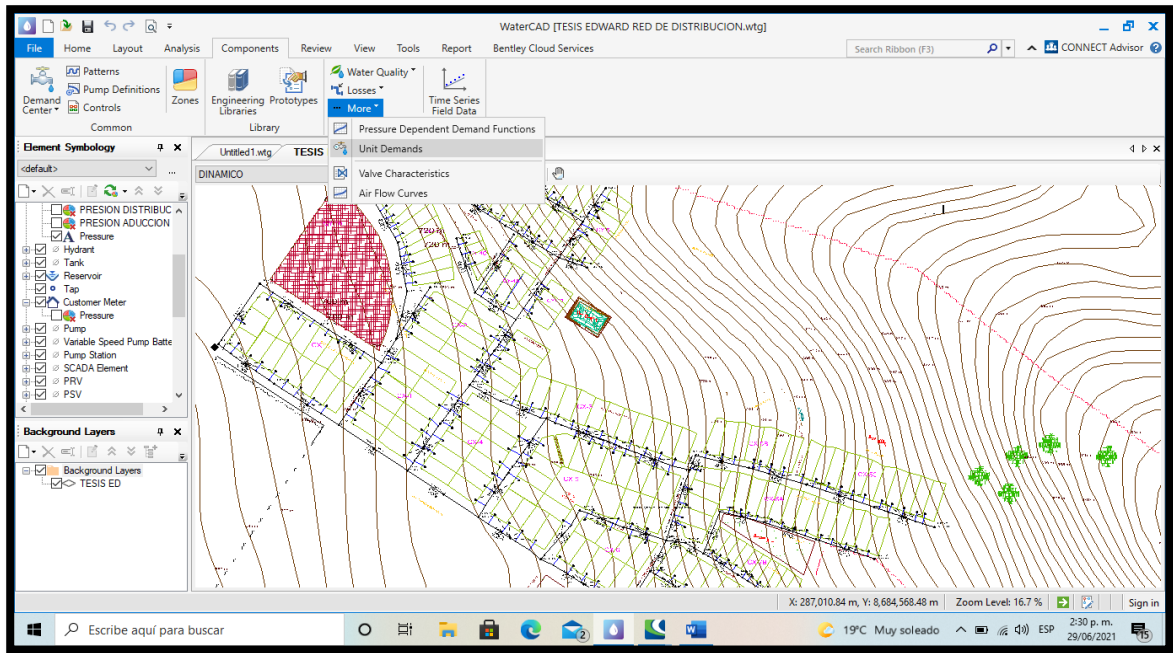 WaterCAD [TESIS EDWARD RED DE DISTRIBUCION.wtg]
File Home Layout Analysis Components Review View Tools Report Bentley Cloud Services
Search Ribbon (F3)
CONNECT Advisor
Demand Center
Patterns
Pump Definitions
Controls
Zones
Common
Engineering Libraries
Prototypes
Library
Water Quality
Losses
More
Time Series Field Data
Pressure Dependent Demand Functions
Unit Demands
Valve Characteristics
Air Flow Curves
Element Symbology
<default>
...
PRESION DISTRIBUC
PRESION ADUCCION
Pressure
Hydrant
Tank
Reservoir
Tap
Customer Meter
Pressure
Pump
Variable Speed Pump Batte
Pump Station
SCADA Element
PRV
PSV
Background Layers
Background Layers
TESIS ED
Untitled1.wtg TESIS
DINAMICO
X: 287,010.84 m, Y: 8,684,568.48 m
Zoom Level: 16.7 %
Sign in
Escribe aquí para buscar
2
19°C Muy soleado
ESP
2:30 p. m.
29/06/2021
15